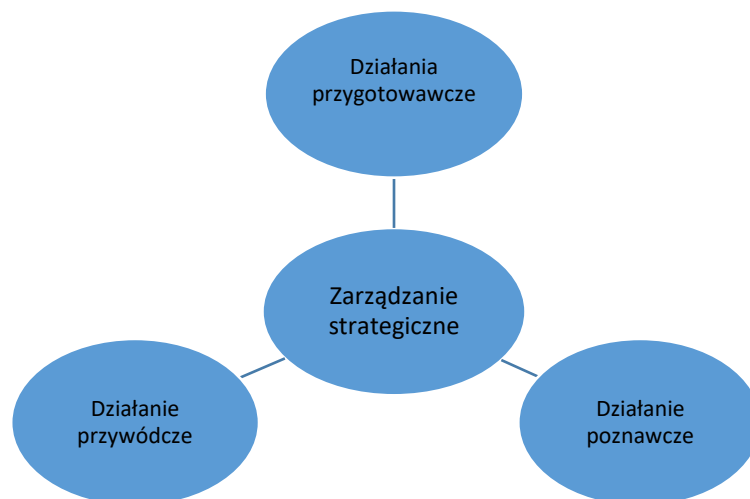 Działania
przygotowawcze
Zarządzanie
strategiczne
Działanie
przywódcze
Działanie
poznawcze